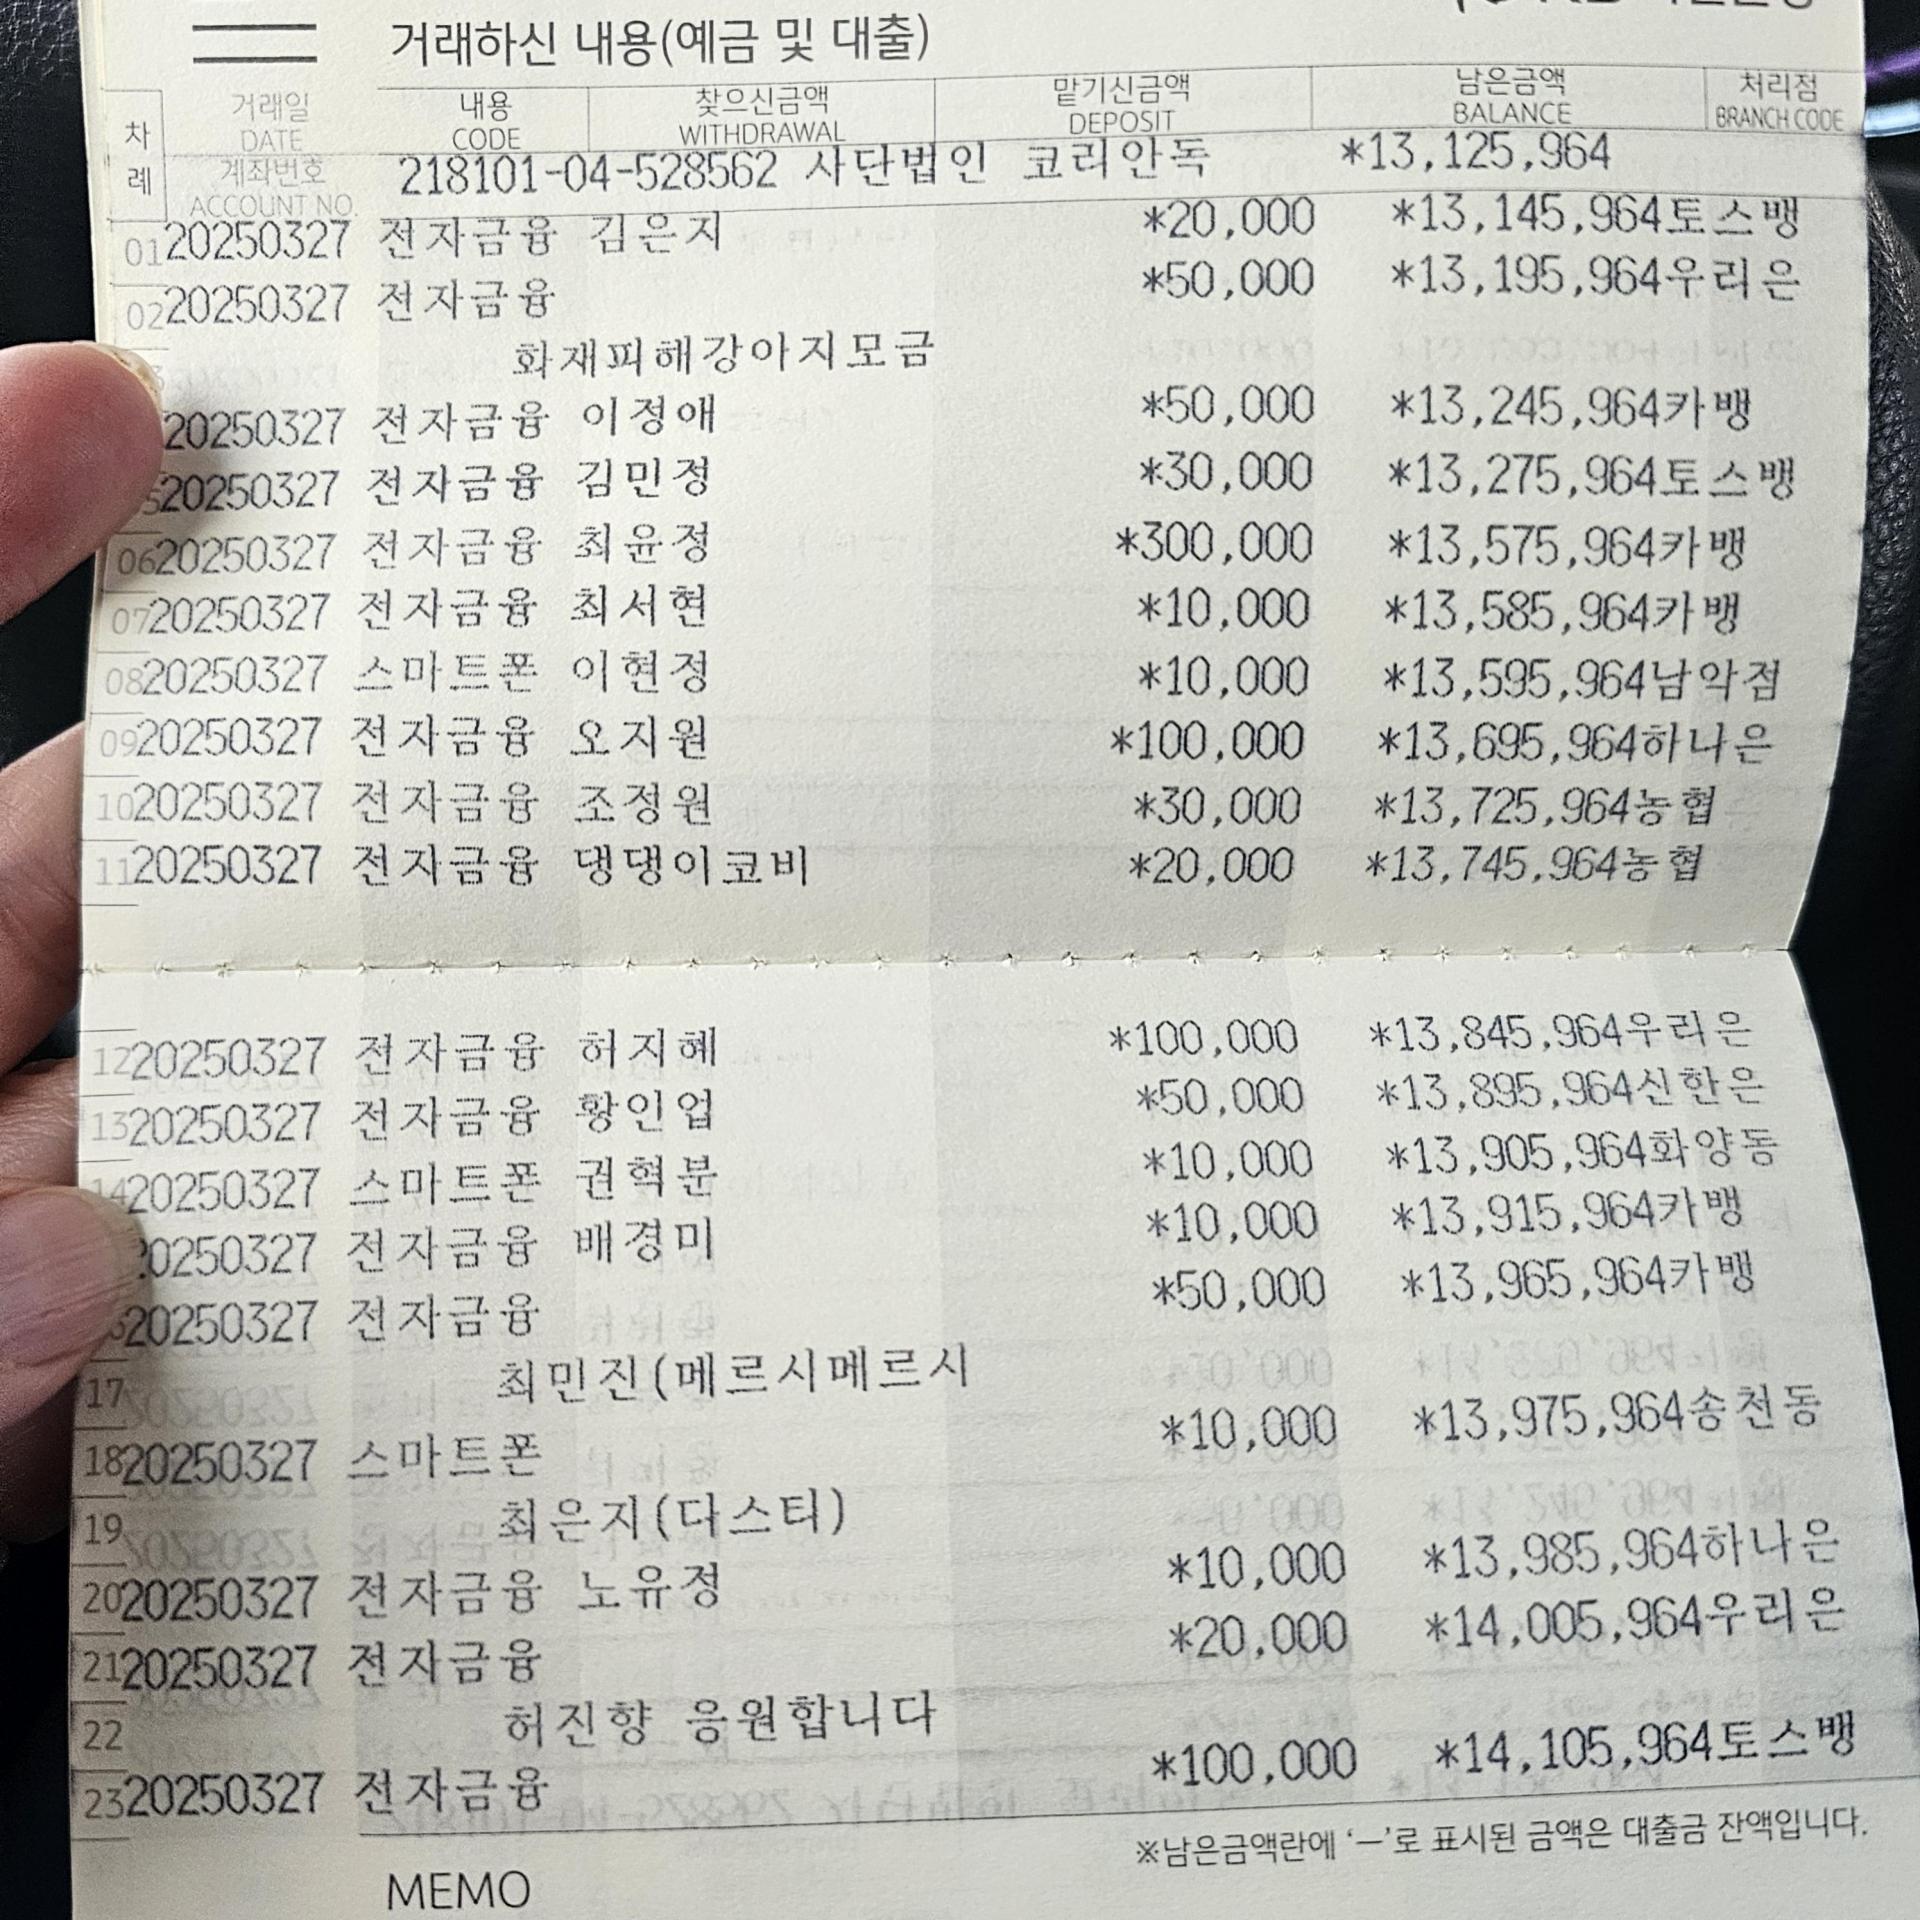 거래하신 내용(예금 및 대출)
차례 거래일 DATE 내용 CODE 찾으신금액 WITHDRAWAL 맡기신금액 DEPOSIT 남은금액 BALANCE 처리점 BRANCH CODE
계좌번호 ACCOUNT NO. 218101-04-528562 사단법인 코리안독 *13,125,964
01 20250327 전자금융 김은지 *20,000 *13,145,964 토스뱅
02 20250327 전자금융 *50,000 *13,195,964 우리은
화재피해강아지모금
20250327 전자금융 이정애 *50,000 *13,245,964 카뱅
20250327 전자금융 김민정 *30,000 *13,275,964 토스뱅
06 20250327 전자금융 최윤정 *300,000 *13,575,964 카뱅
07 20250327 전자금융 최서현 *10,000 *13,585,964 카뱅
08 20250327 스마트폰 이현정 *10,000 *13,595,964 남악점
09 20250327 전자금융 오지원 *100,000 *13,695,964 하나은
10 20250327 전자금융 조정원 *30,000 *13,725,964 농협
11 20250327 전자금융 댕댕이코비 *20,000 *13,745,964 농협
12 20250327 전자금융 허지혜 *100,000 *13,845,964 우리은
13 20250327 전자금융 황인업 *50,000 *13,895,964 신한은
14 20250327 스마트폰 권혁분 *10,000 *13,905,964 화양동
20250327 전자금융 배경미 *10,000 *13,915,964 카뱅
20250327 전자금융 *50,000 *13,965,964 카뱅
17 최민진(메르시메르시
18 20250327 스마트폰 *10,000 *13,975,964 송천동
19 최은지(다스티)
20 20250327 전자금융 노유정 *10,000 *13,985,964 하나은
21 20250327 전자금융 *20,000 *14,005,964 우리은
22 허진향 응원합니다
23 20250327 전자금융 *100,000 *14,105,964 토스뱅
※남은금액란에 ‘—’로 표시된 금액은 대출금 잔액입니다.
MEMO